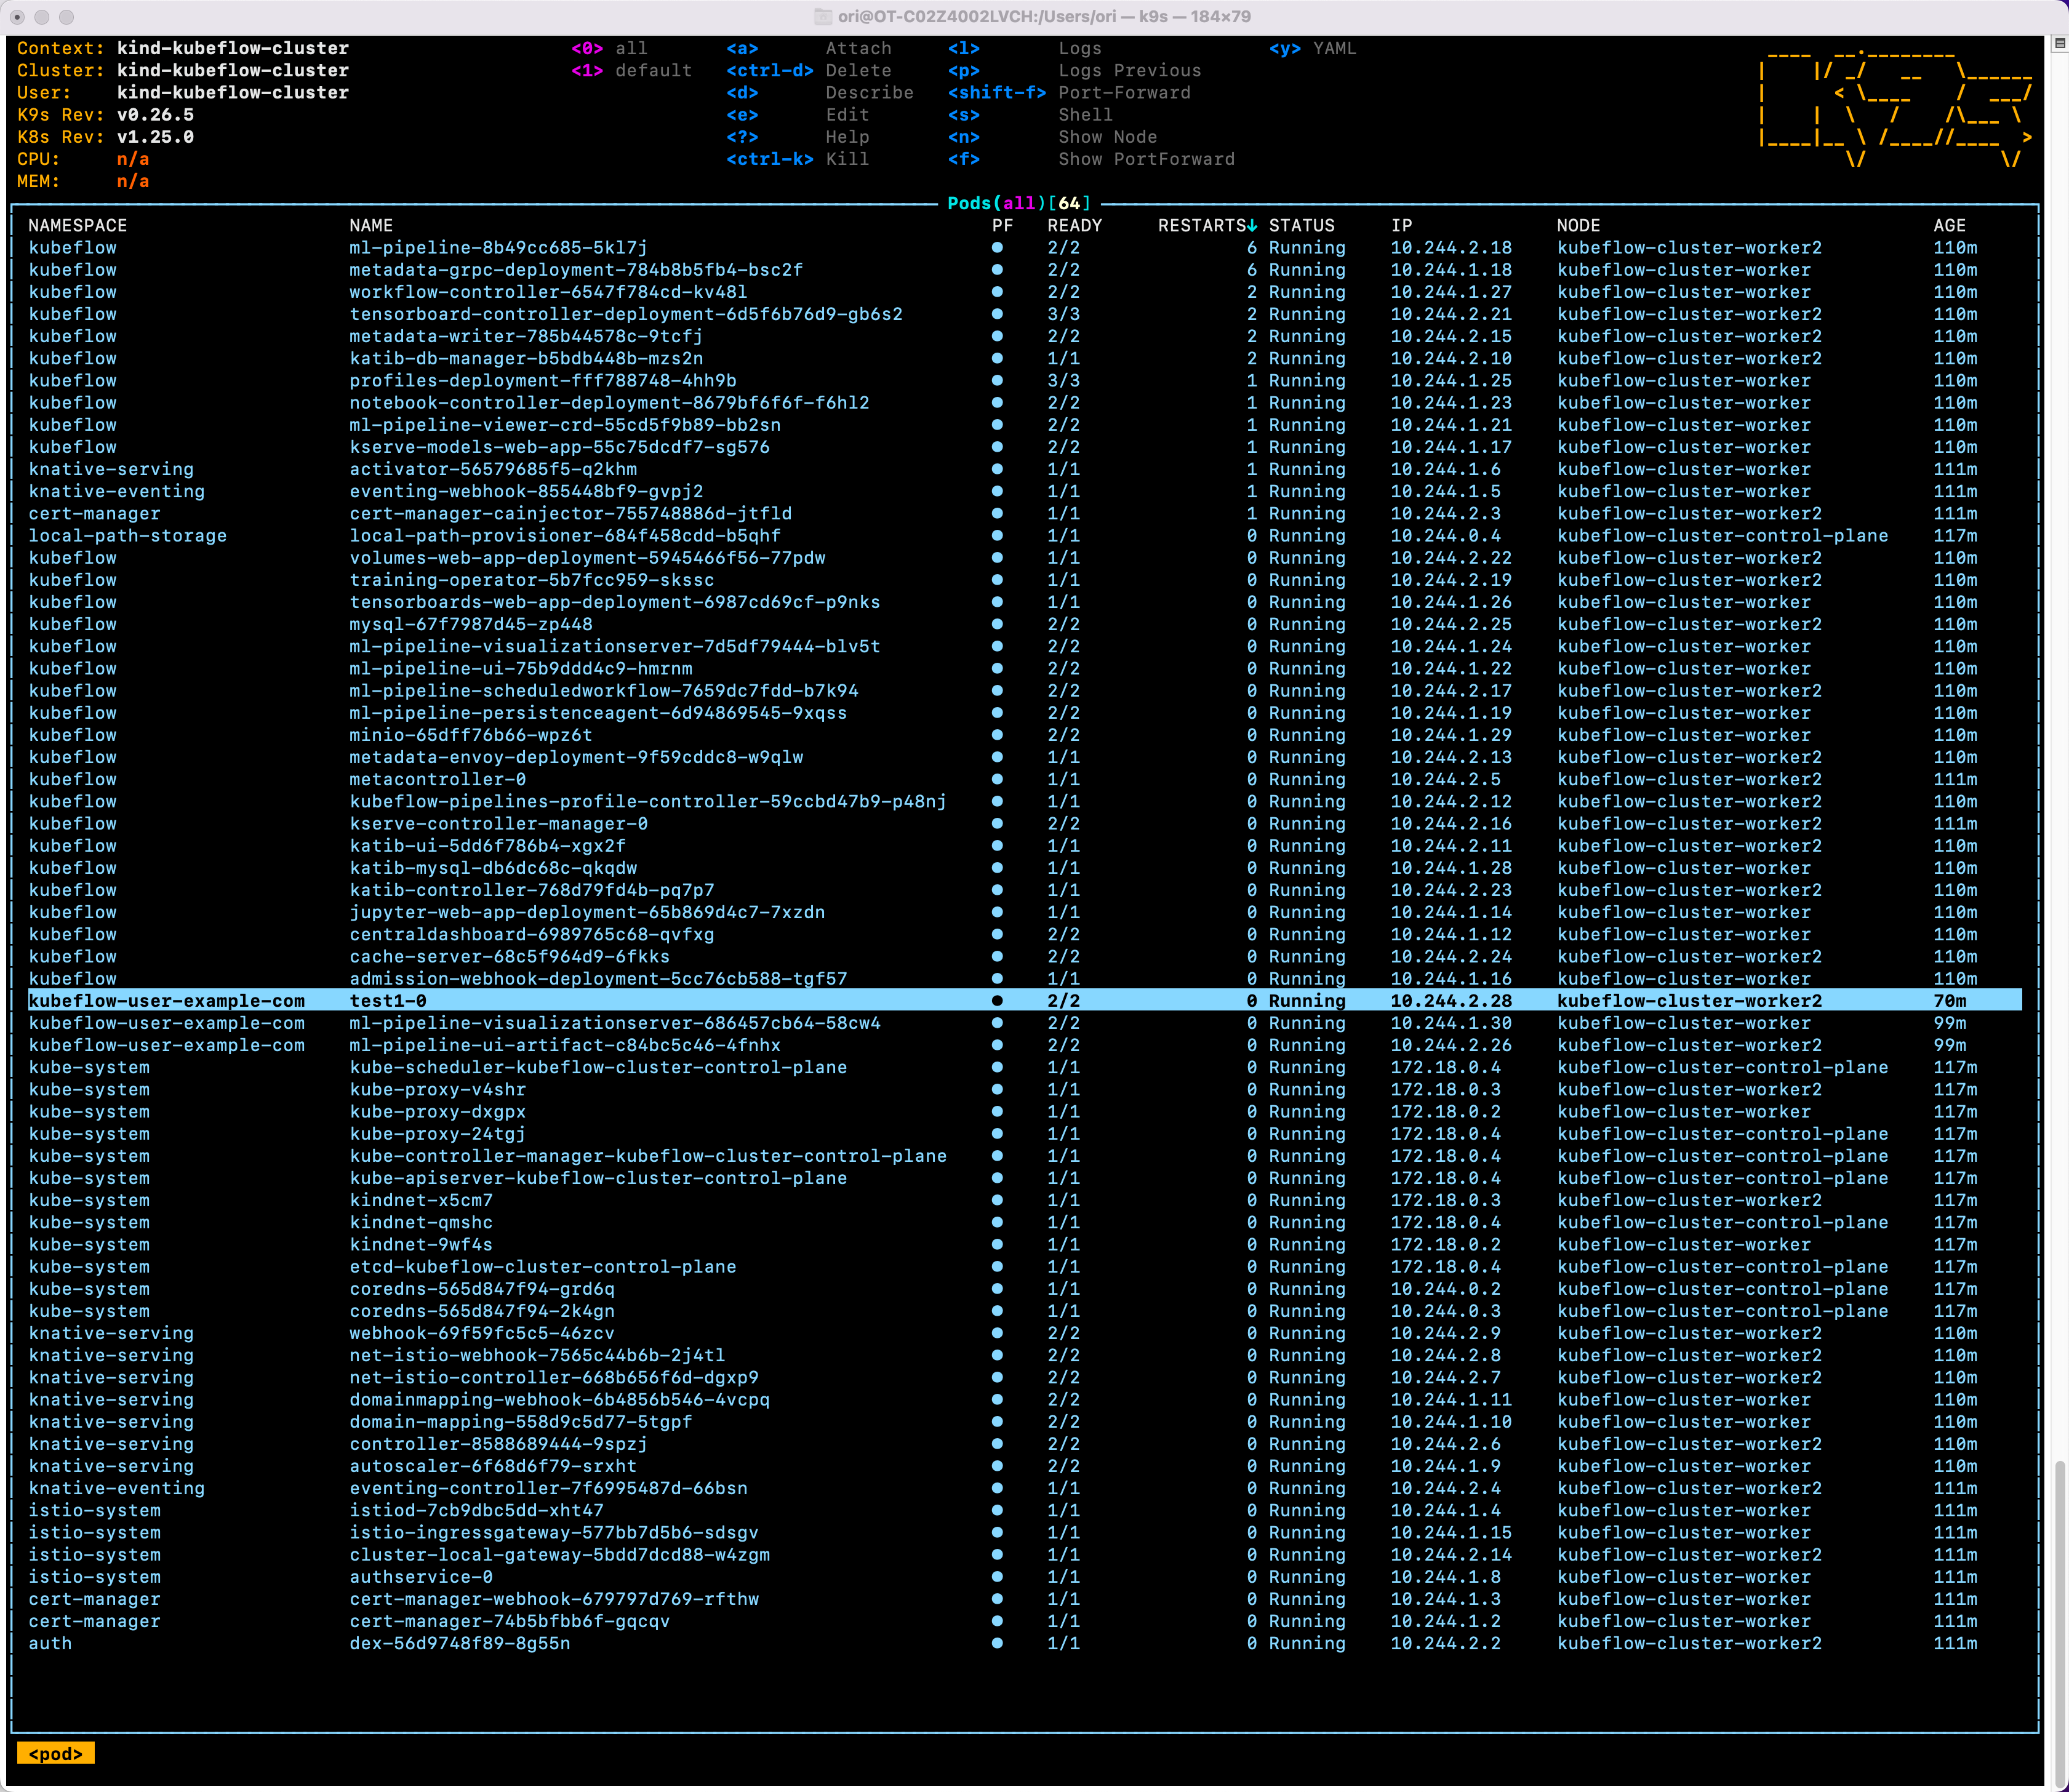 ori@OT-C02Z4002LVCH:/Users/ori — k9s — 184×79
Context: kind-kubeflow-cluster <0> all <a> Attach <l> Logs <y> YAML
Cluster: kind-kubeflow-cluster <1> default <ctrl-d> Delete <p> Logs Previous
User: kind-kubeflow-cluster <d> Describe <shift-f> Port-Forward
K9s Rev: v0.26.5 <e> Edit <s> Shell
K8s Rev: v1.25.0 <?> Help <n> Show Node
CPU: n/a <ctrl-k> Kill <f> Show PortForward
MEM: n/a
Pods(all)[64]
NAMESPACE NAME PF READY RESTARTS↓ STATUS IP NODE AGE
kubeflow ml-pipeline-8b49cc685-5kl7j ● 2/2 6 Running 10.244.2.18 kubeflow-cluster-worker2 110m
kubeflow metadata-grpc-deployment-784b8b5fb4-bsc2f ● 2/2 6 Running 10.244.1.18 kubeflow-cluster-worker 110m
kubeflow workflow-controller-6547f784cd-kv48l ● 2/2 2 Running 10.244.1.27 kubeflow-cluster-worker 110m
kubeflow tensorboard-controller-deployment-6d5f6b76d9-gb6s2 ● 3/3 2 Running 10.244.2.21 kubeflow-cluster-worker2 110m
kubeflow metadata-writer-785b44578c-9tcfj ● 2/2 2 Running 10.244.2.15 kubeflow-cluster-worker2 110m
kubeflow katib-db-manager-b5bdb448b-mzs2n ● 1/1 2 Running 10.244.2.10 kubeflow-cluster-worker2 110m
kubeflow profiles-deployment-fff788748-4hh9b ● 3/3 1 Running 10.244.1.25 kubeflow-cluster-worker 110m
kubeflow notebook-controller-deployment-8679bf6f6f-f6hl2 ● 2/2 1 Running 10.244.1.23 kubeflow-cluster-worker 110m
kubeflow ml-pipeline-viewer-crd-55cd5f9b89-bb2sn ● 2/2 1 Running 10.244.1.21 kubeflow-cluster-worker 110m
kubeflow kserve-models-web-app-55c75dcdf7-sg576 ● 2/2 1 Running 10.244.1.17 kubeflow-cluster-worker 110m
knative-serving activator-56579685f5-q2khm ● 1/1 1 Running 10.244.1.6 kubeflow-cluster-worker 111m
knative-eventing eventing-webhook-855448bf9-gvpj2 ● 1/1 1 Running 10.244.1.5 kubeflow-cluster-worker 111m
cert-manager cert-manager-cainjector-755748886d-jtfld ● 1/1 1 Running 10.244.2.3 kubeflow-cluster-worker2 111m
local-path-storage local-path-provisioner-684f458cdd-b5qhf ● 1/1 0 Running 10.244.0.4 kubeflow-cluster-control-plane 117m
kubeflow volumes-web-app-deployment-5945466f56-77pdw ● 1/1 0 Running 10.244.2.22 kubeflow-cluster-worker2 110m
kubeflow training-operator-5b7fcc959-skssc ● 1/1 0 Running 10.244.2.19 kubeflow-cluster-worker2 110m
kubeflow tensorboards-web-app-deployment-6987cd69cf-p9nks ● 1/1 0 Running 10.244.1.26 kubeflow-cluster-worker 110m
kubeflow mysql-67f7987d45-zp448 ● 2/2 0 Running 10.244.2.25 kubeflow-cluster-worker2 110m
kubeflow ml-pipeline-visualizationserver-7d5df79444-blv5t ● 2/2 0 Running 10.244.1.24 kubeflow-cluster-worker 110m
kubeflow ml-pipeline-ui-75b9ddd4c9-hmrnm ● 2/2 0 Running 10.244.1.22 kubeflow-cluster-worker 110m
kubeflow ml-pipeline-scheduledworkflow-7659dc7fdd-b7k94 ● 2/2 0 Running 10.244.2.17 kubeflow-cluster-worker2 110m
kubeflow ml-pipeline-persistenceagent-6d94869545-9xqss ● 2/2 0 Running 10.244.1.19 kubeflow-cluster-worker 110m
kubeflow minio-65dff76b66-wpz6t ● 2/2 0 Running 10.244.1.29 kubeflow-cluster-worker 110m
kubeflow metadata-envoy-deployment-9f59cddc8-w9qlw ● 1/1 0 Running 10.244.2.13 kubeflow-cluster-worker2 110m
kubeflow metacontroller-0 ● 1/1 0 Running 10.244.2.5 kubeflow-cluster-worker2 111m
kubeflow kubeflow-pipelines-profile-controller-59ccbd47b9-p48nj ● 1/1 0 Running 10.244.2.12 kubeflow-cluster-worker2 110m
kubeflow kserve-controller-manager-0 ● 2/2 0 Running 10.244.2.16 kubeflow-cluster-worker2 111m
kubeflow katib-ui-5dd6f786b4-xgx2f ● 1/1 0 Running 10.244.2.11 kubeflow-cluster-worker2 110m
kubeflow katib-mysql-db6dc68c-qkqdw ● 1/1 0 Running 10.244.1.28 kubeflow-cluster-worker 110m
kubeflow katib-controller-768d79fd4b-pq7p7 ● 1/1 0 Running 10.244.2.23 kubeflow-cluster-worker2 110m
kubeflow jupyter-web-app-deployment-65b869d4c7-7xzdn ● 1/1 0 Running 10.244.1.14 kubeflow-cluster-worker 110m
kubeflow centraldashboard-6989765c68-qvfxg ● 2/2 0 Running 10.244.1.12 kubeflow-cluster-worker 110m
kubeflow cache-server-68c5f964d9-6fkks ● 2/2 0 Running 10.244.2.24 kubeflow-cluster-worker2 110m
kubeflow admission-webhook-deployment-5cc76cb588-tgf57 ● 1/1 0 Running 10.244.1.16 kubeflow-cluster-worker 110m
kubeflow-user-example-com test1-0 ● 2/2 0 Running 10.244.2.28 kubeflow-cluster-worker2 70m
kubeflow-user-example-com ml-pipeline-visualizationserver-686457cb64-58cw4 ● 2/2 0 Running 10.244.1.30 kubeflow-cluster-worker 99m
kubeflow-user-example-com ml-pipeline-ui-artifact-c84bc5c46-4fnhx ● 2/2 0 Running 10.244.2.26 kubeflow-cluster-worker2 99m
kube-system kube-scheduler-kubeflow-cluster-control-plane ● 1/1 0 Running 172.18.0.4 kubeflow-cluster-control-plane 117m
kube-system kube-proxy-v4shr ● 1/1 0 Running 172.18.0.3 kubeflow-cluster-worker2 117m
kube-system kube-proxy-dxgpx ● 1/1 0 Running 172.18.0.2 kubeflow-cluster-worker 117m
kube-system kube-proxy-24tgj ● 1/1 0 Running 172.18.0.4 kubeflow-cluster-control-plane 117m
kube-system kube-controller-manager-kubeflow-cluster-control-plane ● 1/1 0 Running 172.18.0.4 kubeflow-cluster-control-plane 117m
kube-system kube-apiserver-kubeflow-cluster-control-plane ● 1/1 0 Running 172.18.0.4 kubeflow-cluster-control-plane 117m
kube-system kindnet-x5cm7 ● 1/1 0 Running 172.18.0.3 kubeflow-cluster-worker2 117m
kube-system kindnet-qmshc ● 1/1 0 Running 172.18.0.4 kubeflow-cluster-control-plane 117m
kube-system kindnet-9wf4s ● 1/1 0 Running 172.18.0.2 kubeflow-cluster-worker 117m
kube-system etcd-kubeflow-cluster-control-plane ● 1/1 0 Running 172.18.0.4 kubeflow-cluster-control-plane 117m
kube-system coredns-565d847f94-grd6q ● 1/1 0 Running 10.244.0.2 kubeflow-cluster-control-plane 117m
kube-system coredns-565d847f94-2k4gn ● 1/1 0 Running 10.244.0.3 kubeflow-cluster-control-plane 117m
knative-serving webhook-69f59fc5c5-46zcv ● 2/2 0 Running 10.244.2.9 kubeflow-cluster-worker2 110m
knative-serving net-istio-webhook-7565c44b6b-2j4tl ● 2/2 0 Running 10.244.2.8 kubeflow-cluster-worker2 110m
knative-serving net-istio-controller-668b656f6d-dgxp9 ● 2/2 0 Running 10.244.2.7 kubeflow-cluster-worker2 110m
knative-serving domainmapping-webhook-6b4856b546-4vcpq ● 2/2 0 Running 10.244.1.11 kubeflow-cluster-worker 110m
knative-serving domain-mapping-558d9c5d77-5tgpf ● 2/2 0 Running 10.244.1.10 kubeflow-cluster-worker 110m
knative-serving controller-8588689444-9spzj ● 2/2 0 Running 10.244.2.6 kubeflow-cluster-worker2 110m
knative-serving autoscaler-6f68d6f79-srxht ● 2/2 0 Running 10.244.1.9 kubeflow-cluster-worker 110m
knative-eventing eventing-controller-7f6995487d-66bsn ● 1/1 0 Running 10.244.2.4 kubeflow-cluster-worker2 111m
istio-system istiod-7cb9dbc5dd-xht47 ● 1/1 0 Running 10.244.1.4 kubeflow-cluster-worker 111m
istio-system istio-ingressgateway-577bb7d5b6-sdsgv ● 1/1 0 Running 10.244.1.15 kubeflow-cluster-worker 111m
istio-system cluster-local-gateway-5bdd7dcd88-w4zgm ● 1/1 0 Running 10.244.2.14 kubeflow-cluster-worker2 111m
istio-system authservice-0 ● 1/1 0 Running 10.244.1.8 kubeflow-cluster-worker 111m
cert-manager cert-manager-webhook-679797d769-rfthw ● 1/1 0 Running 10.244.1.3 kubeflow-cluster-worker 111m
cert-manager cert-manager-74b5bfbb6f-gqcqv ● 1/1 0 Running 10.244.1.2 kubeflow-cluster-worker 111m
auth dex-56d9748f89-8g55n ● 1/1 0 Running 10.244.2.2 kubeflow-cluster-worker2 111m
<pod>